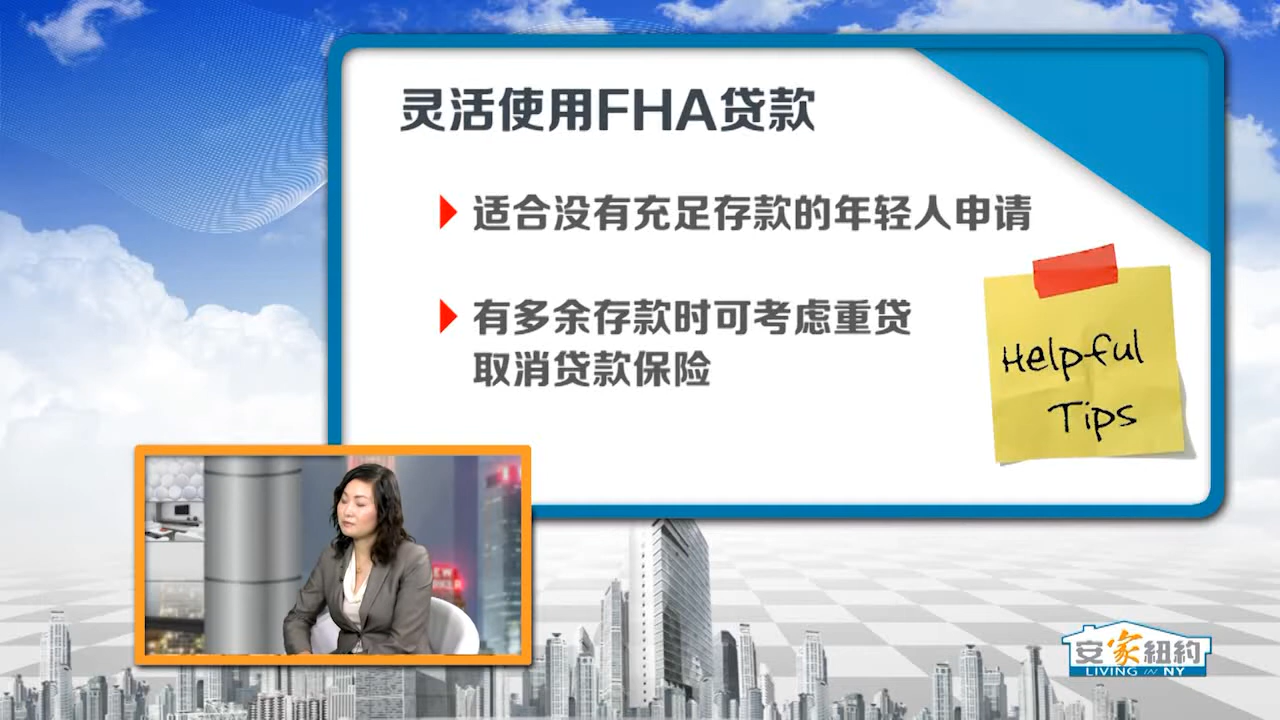 灵活使用FHA贷款
适合没有充足存款的年轻人申请
有多余存款时可考虑重贷
取消贷款保险
Helpful
Tips
安家紐約
LIVING IN NY